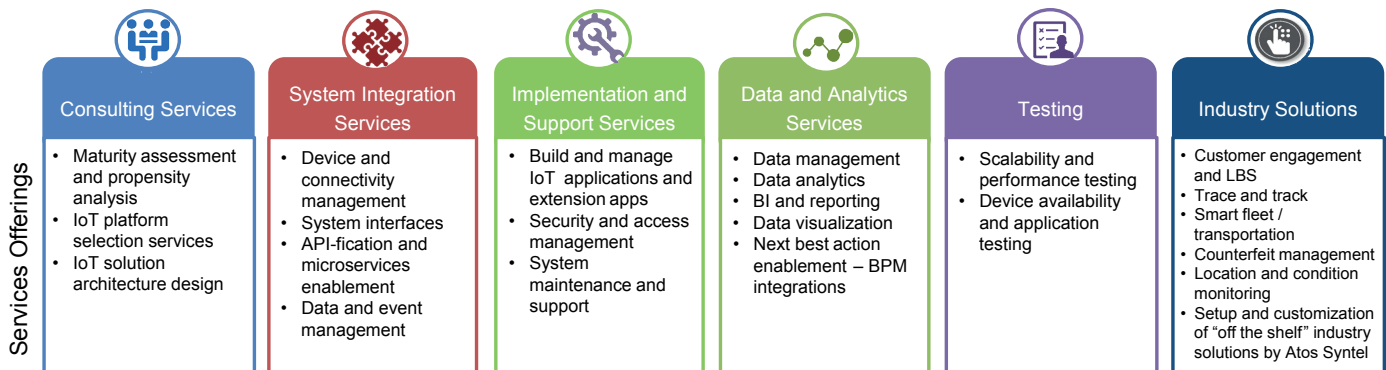 Services Offerings
Consulting Services
• Maturity assessment
and propensity
analysis
• IoT platform
selection services
• IoT solution
architecture design
System Integration
Services
• Device and
connectivity
management
• System interfaces
• API-fication and
microservices
enablement
• Data and event
management
Implementation and
Support Services
• Build and manage
IoT applications and
extension apps
• Security and access
management
• System
maintenance and
support
Data and Analytics
Services
• Data management
• Data analytics
• BI and reporting
• Data visualization
• Next best action
enablement – BPM
integrations
Testing
• Scalability and
performance testing
• Device availability
and application
testing
Industry Solutions
• Customer engagement
and LBS
• Trace and track
• Smart fleet /
transportation
• Counterfeit management
• Location and condition
monitoring
• Setup and customization
of “off the shelf” industry
solutions by Atos Syntel